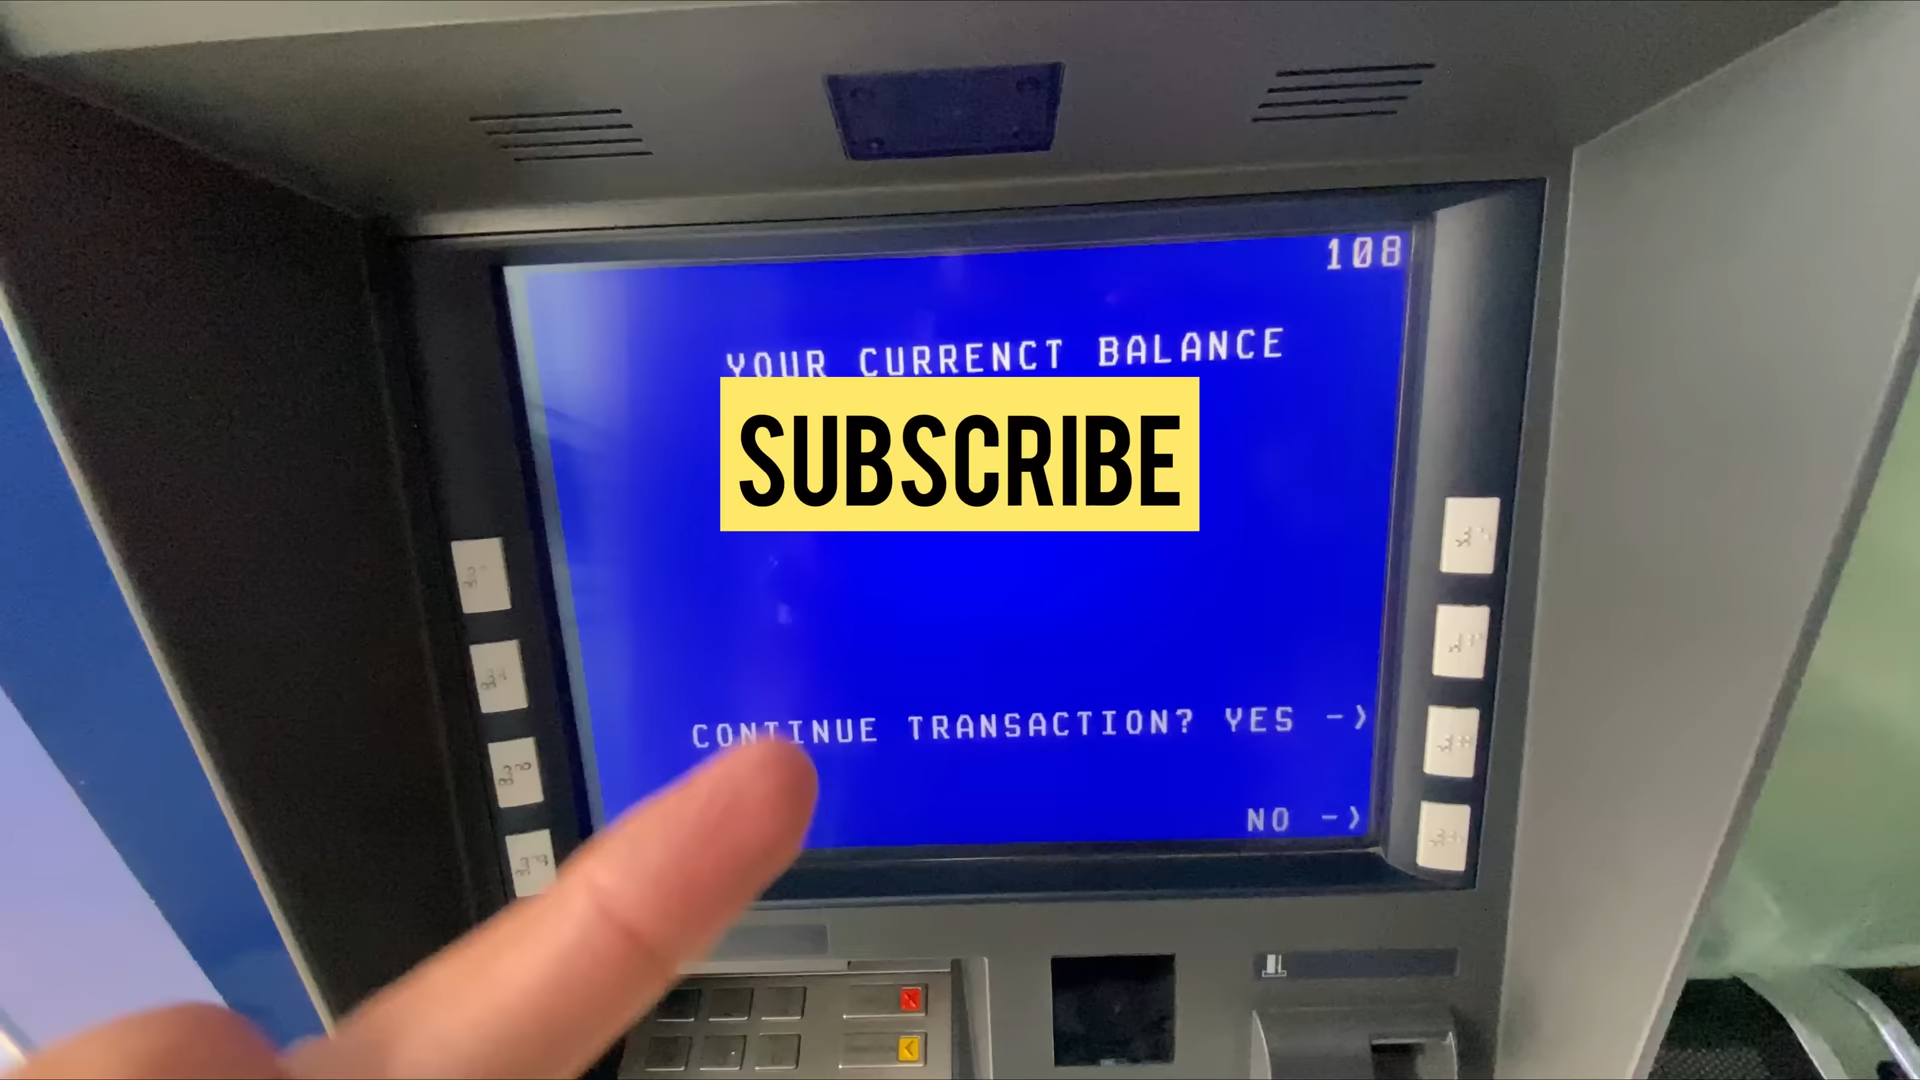 108
YOUR CURRENCT BALANCE
SUBSCRIBE
CONTINUE TRANSACTION? YES ->
NO ->